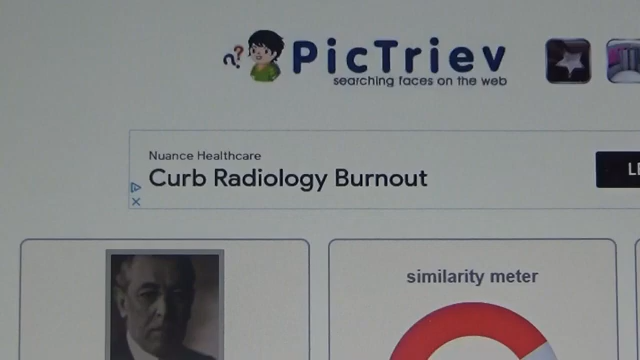 PicTriev
searching faces on the web
Nuance Healthcare
Curb Radiology Burnout
similarity meter